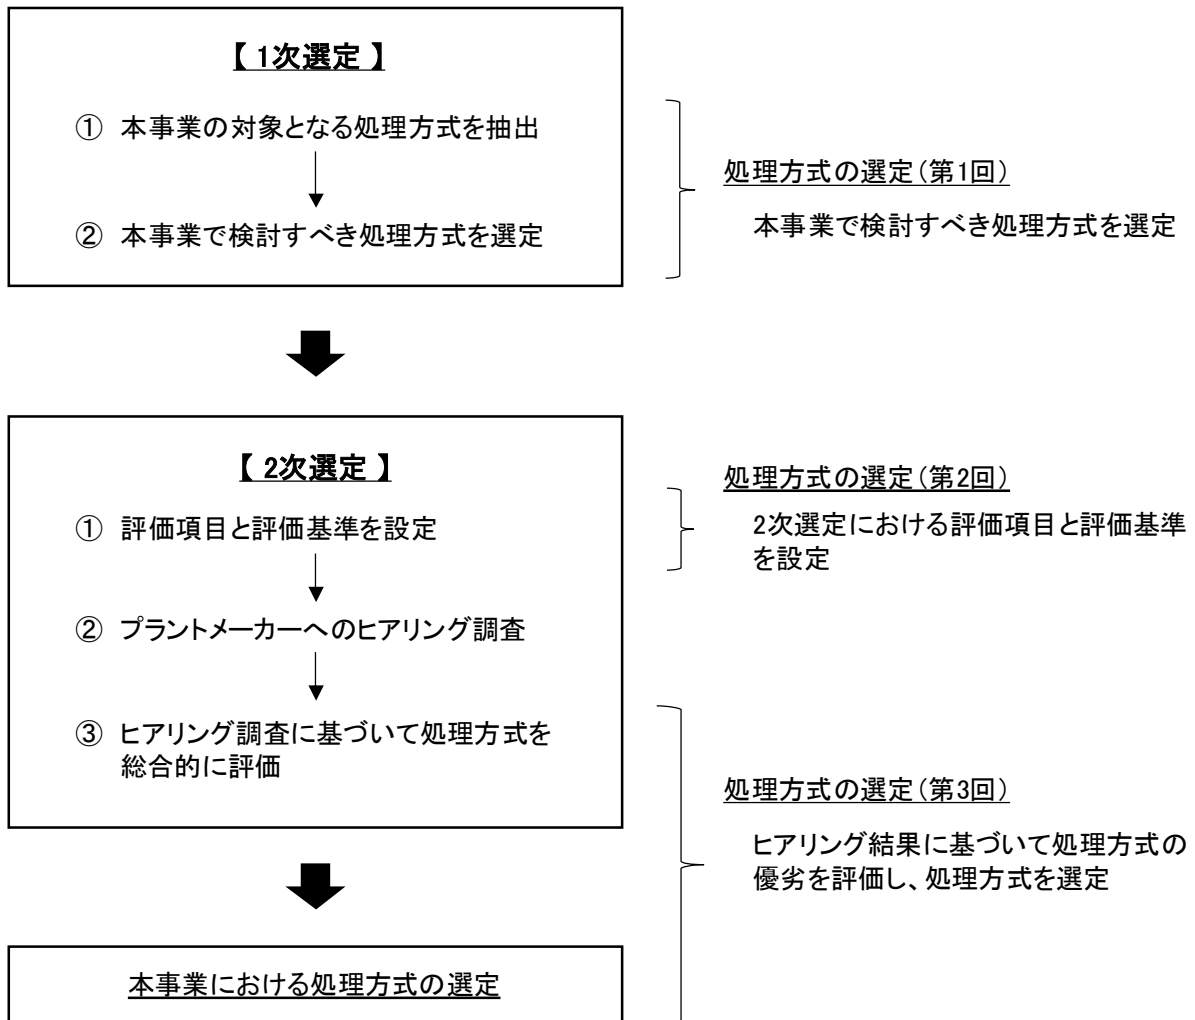 【 1次選定 】
① 本事業の対象となる処理方式を抽出
② 本事業で検討すべき処理方式を選定
処理方式の選定（第1回）
本事業で検討すべき処理方式を選定
【 2次選定 】
① 評価項目と評価基準を設定
② プラントメーカーへのヒアリング調査
③ ヒアリング調査に基づいて処理方式を
総合的に評価
処理方式の選定（第2回）
2次選定における評価項目と評価基準
を設定
処理方式の選定（第3回）
ヒアリング結果に基づいて処理方式の
優劣を評価し、処理方式を選定
本事業における処理方式の選定